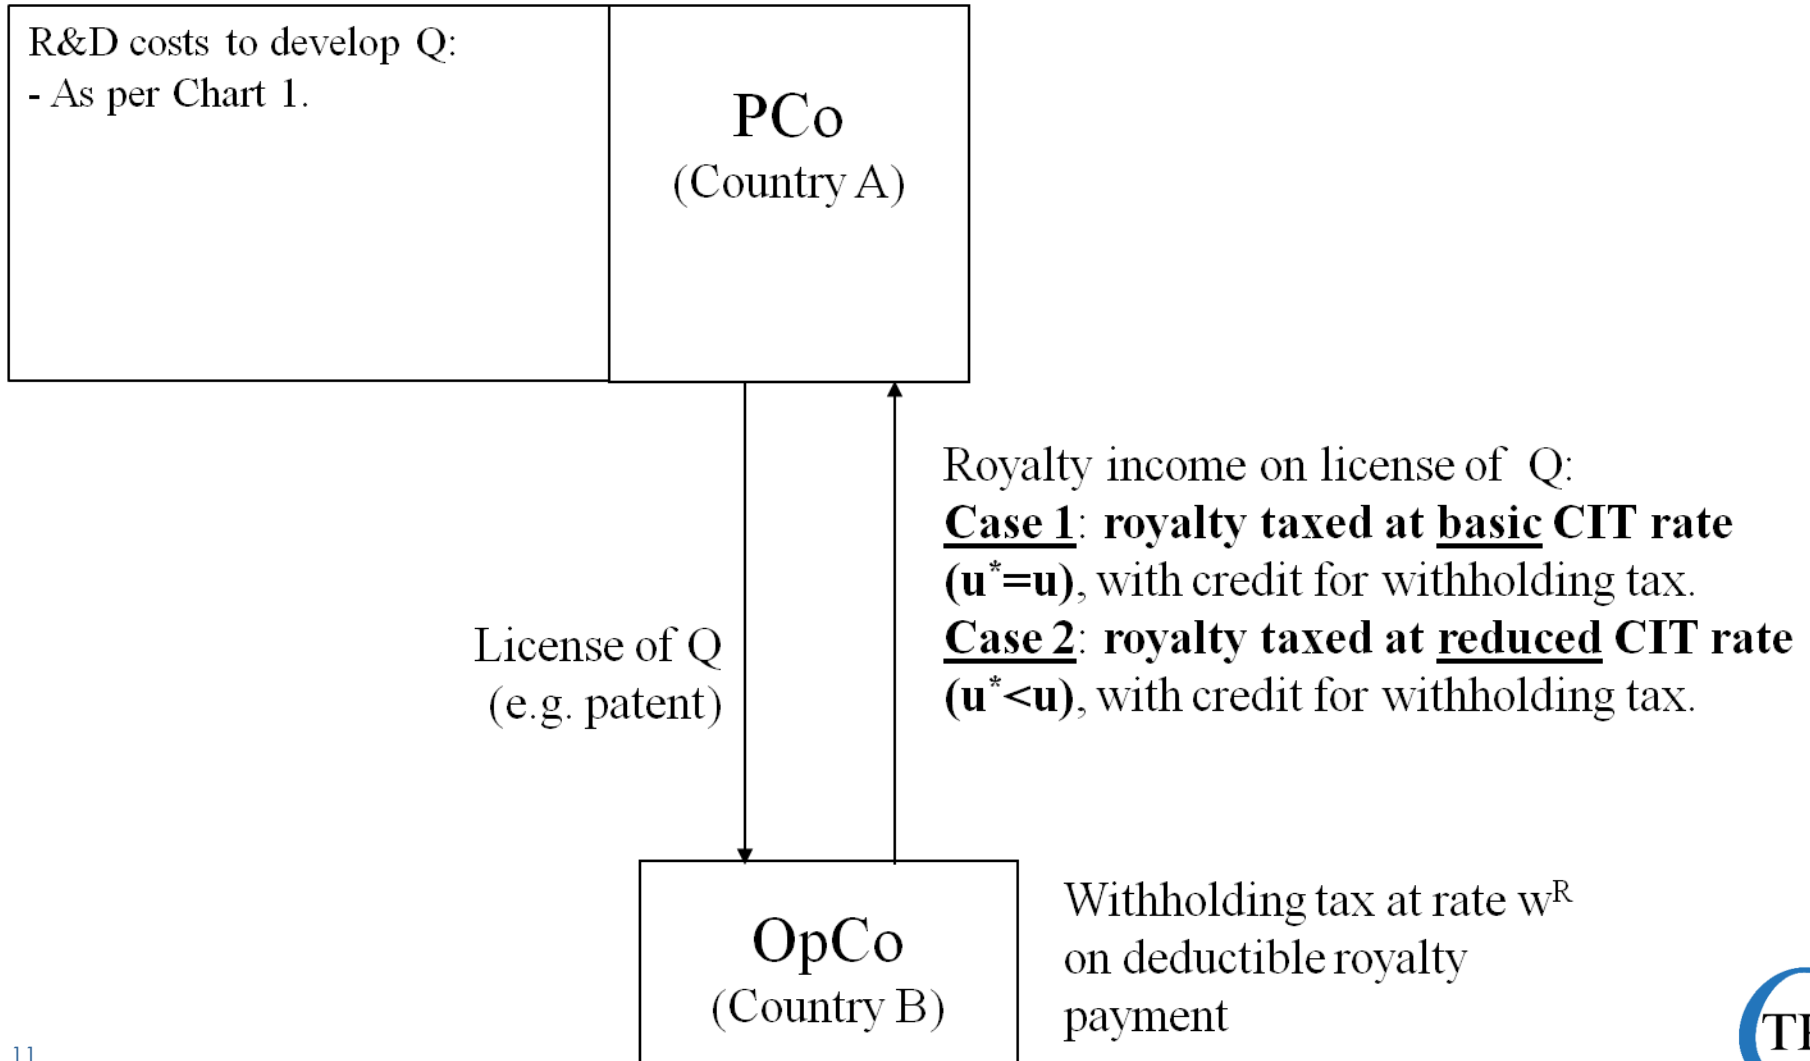 R&D costs to develop Q:
- As per Chart 1.
PCo
(Country A)
Royalty income on license of Q:
Case 1: royalty taxed at basic CIT rate
(u*=u), with credit for withholding tax.
Case 2: royalty taxed at reduced CIT rate
(u*<u), with credit for withholding tax.
License of Q
(e.g. patent)
OpCo
(Country B)
Withholding tax at rate wᴿ
on deductible royalty
payment
11